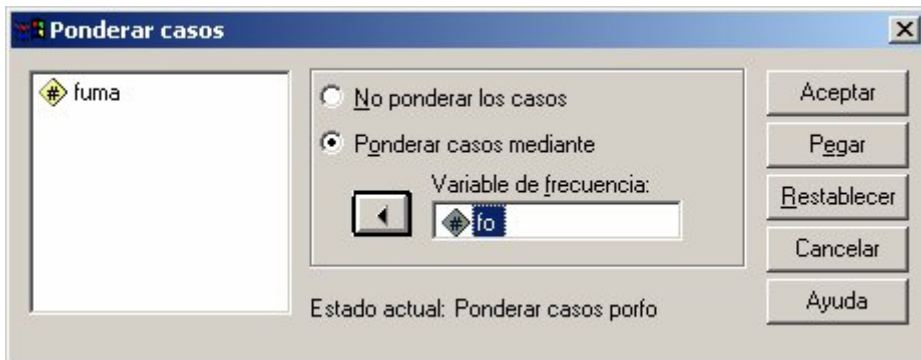 Ponderar casos
fuma
No ponderar los casos
Ponderar casos mediante
Variable de frecuencia:
fo
Estado actual: Ponderar casos porfo
Aceptar
Pegar
Restablecer
Cancelar
Ayuda